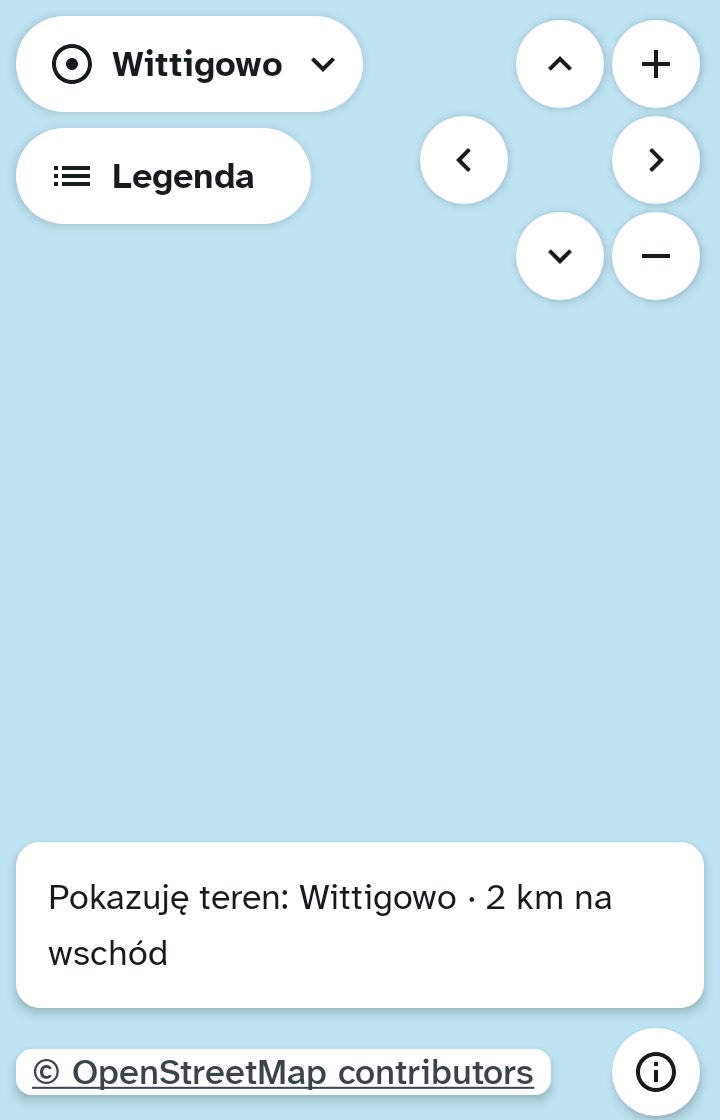 Wittigowo
Legenda
Pokazuję teren: Wittigowo · 2 km na
wschód
© OpenStreetMap contributors